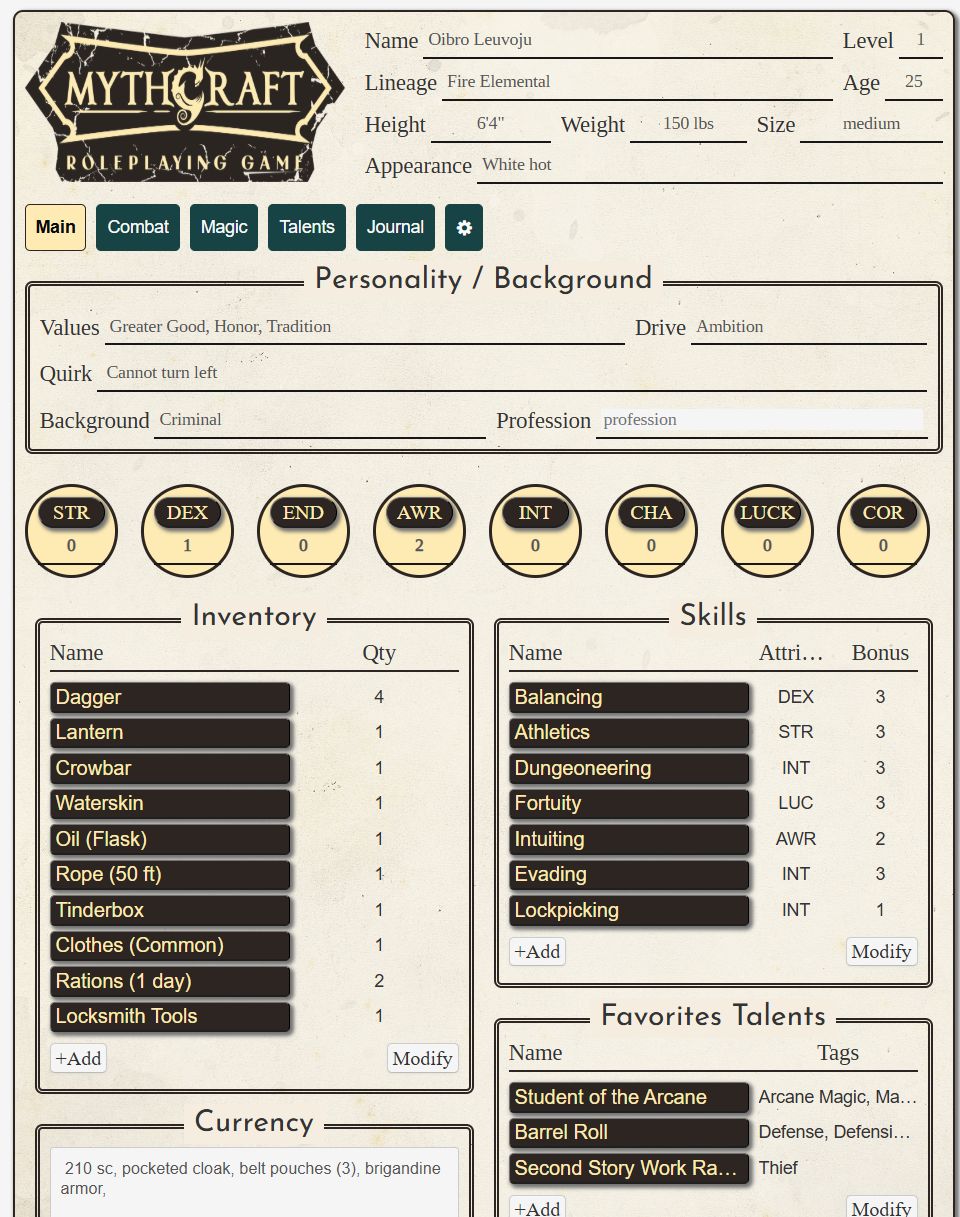 MYTHCRAFT
ROLEPLAYING GAME
Name Oibro Leuvoju Level 1
Lineage Fire Elemental Age 25
Height 6'4" Weight 150 lbs Size medium
Appearance White hot
Main Combat Magic Talents Journal
Personality / Background
Values Greater Good, Honor, Tradition Drive Ambition
Quirk Cannot turn left
Background Criminal Profession profession
STR DEX END AWR INT CHA LUCK COR
0 1 0 2 0 0 0 0
Inventory
Name Qty
Dagger 4
Lantern 1
Crowbar 1
Waterskin 1
Oil (Flask) 1
Rope (50 ft) 1
Tinderbox 1
Clothes (Common) 1
Rations (1 day) 2
Locksmith Tools 1
+Add Modify
Currency
210 sc, pocketed cloak, belt pouches (3), brigandine
armor,
Skills
Name Attri… Bonus
Balancing DEX 3
Athletics STR 3
Dungeoneering INT 3
Fortuity LUC 3
Intuiting AWR 2
Evading INT 3
Lockpicking INT 1
+Add Modify
Favorites Talents
Name Tags
Student of the Arcane Arcane Magic, Ma…
Barrel Roll Defense, Defensi…
Second Story Work Ra… Thief
+Add Modify